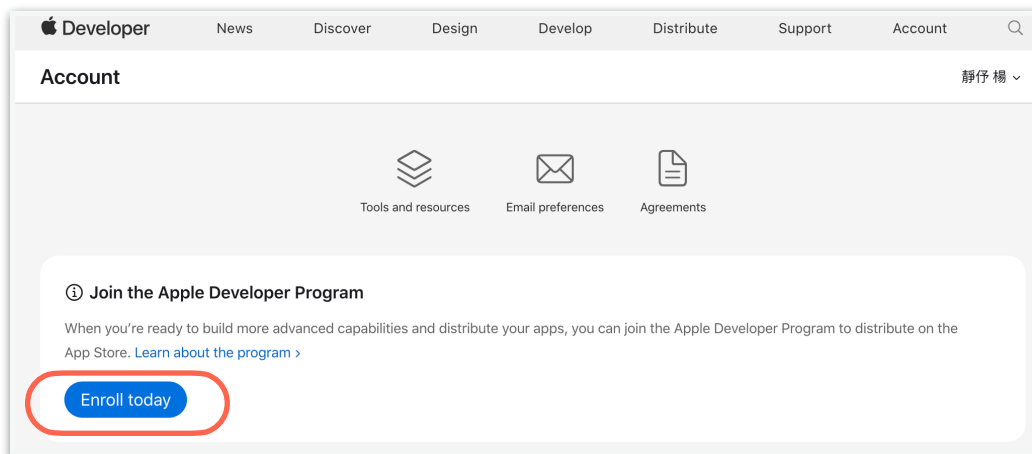 Developer News Discover Design Develop Distribute Support Account
Account 靜伃 楊
Tools and resources Email preferences Agreements
Join the Apple Developer Program
When you’re ready to build more advanced capabilities and distribute your apps, you can join the Apple Developer Program to distribute on the
App Store. Learn about the program >
Enroll today